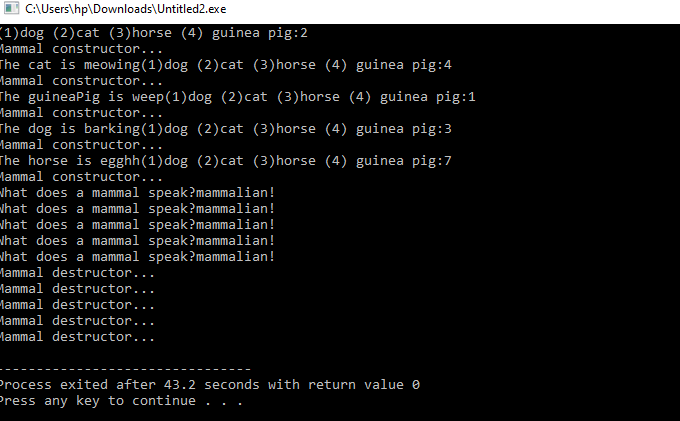 C:\Users\hp\Downloads\Untitled2.exe
(1)dog (2)cat (3)horse (4) guinea pig:2
Mammal constructor...
The cat is meowing(1)dog (2)cat (3)horse (4) guinea pig:4
Mammal constructor...
The guineaPig is weep(1)dog (2)cat (3)horse (4) guinea pig:1
Mammal constructor...
The dog is barking(1)dog (2)cat (3)horse (4) guinea pig:3
Mammal constructor...
The horse is egghh(1)dog (2)cat (3)horse (4) guinea pig:7
Mammal constructor...
What does a mammal speak?mammalian!
What does a mammal speak?mammalian!
What does a mammal speak?mammalian!
What does a mammal speak?mammalian!
What does a mammal speak?mammalian!
Mammal destructor...
Mammal destructor...
Mammal destructor...
Mammal destructor...
Mammal destructor...
--------------------------------
Process exited after 43.2 seconds with return value 0
Press any key to continue . . .